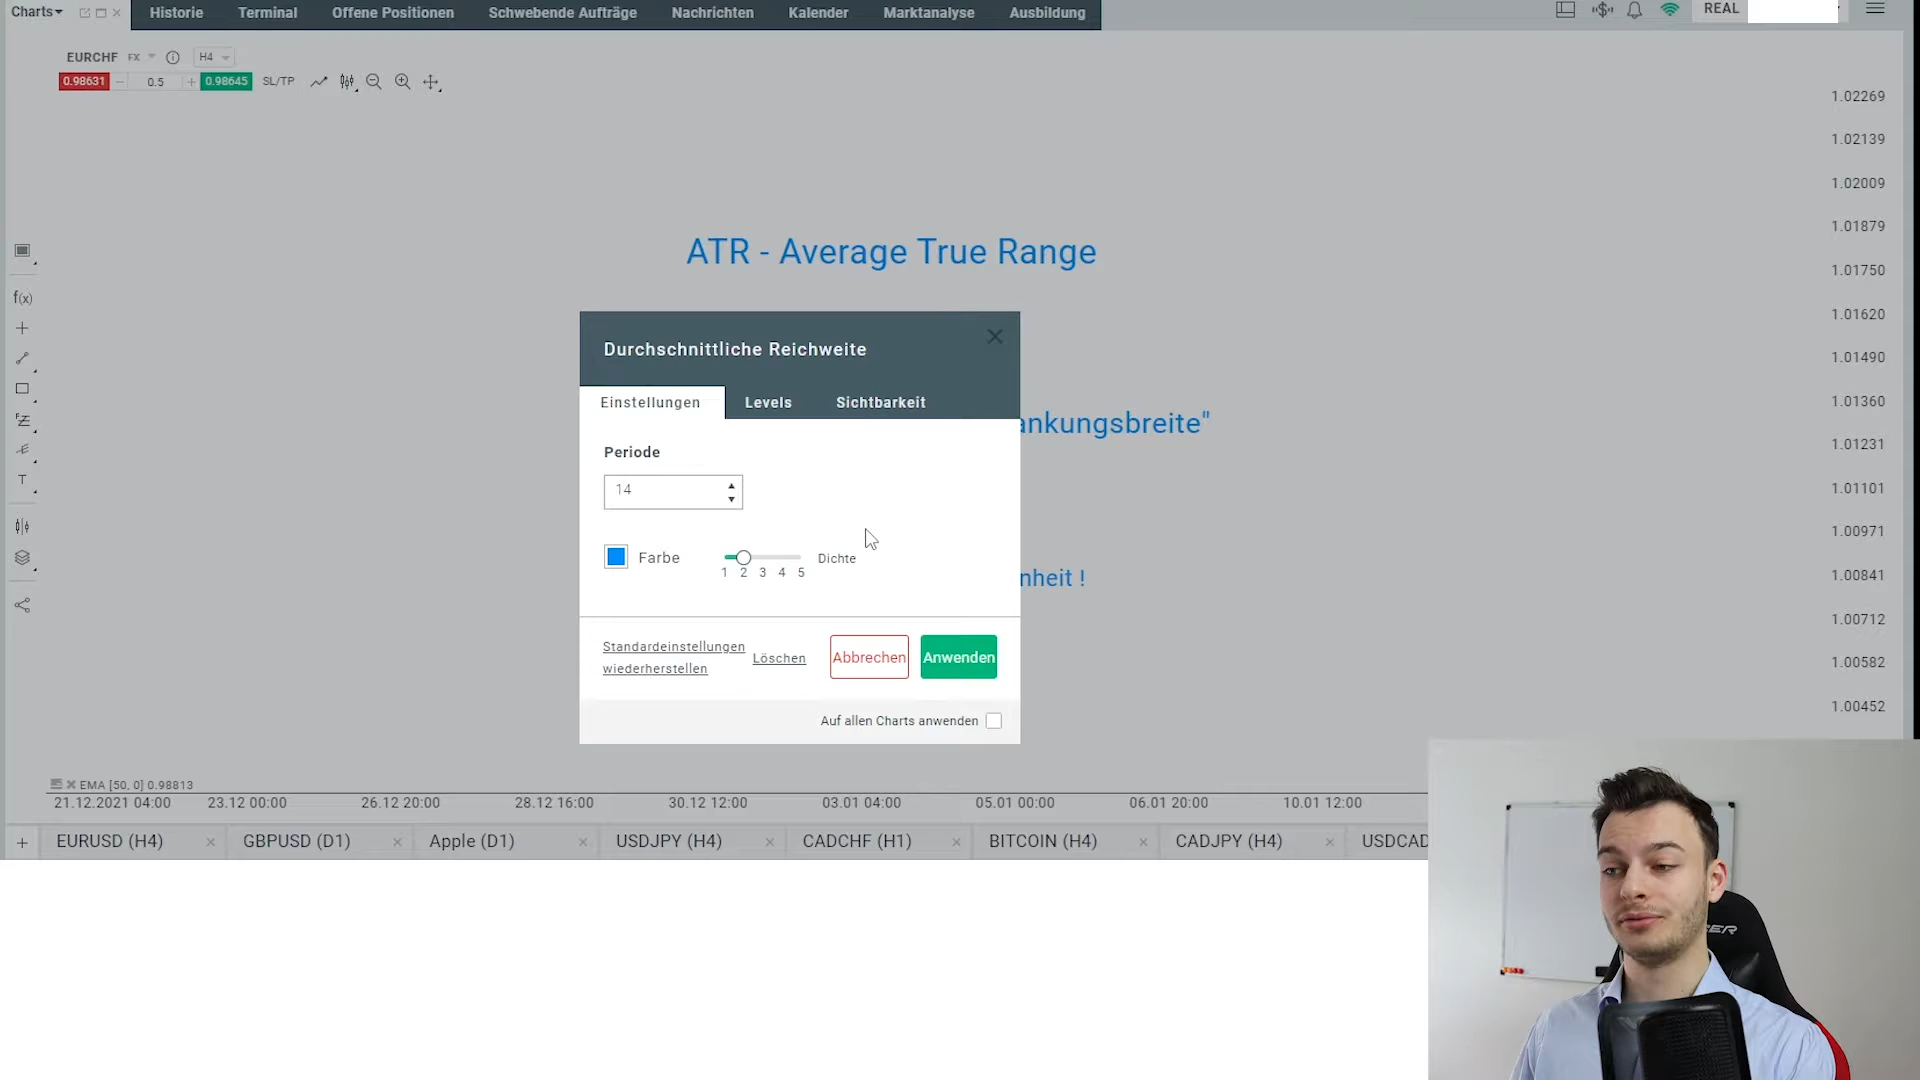 Charts
Historie
Terminal
Offene Positionen
Schwebende Aufträge
Nachrichten
Kalender
Marktanalyse
Ausbildung
REAL
EURCHF FX H4
0.98631 − 0.5 + 0.98645 SL/TP
1.02269
1.02139
1.02009
1.01879
1.01750
1.01620
1.01490
1.01360
1.01231
1.01101
1.00971
1.00841
1.00712
1.00582
1.00452
f(x)
T
ATR - Average True Range
ankungsbreite"
nheit !
Durchschnittliche Reichweite
Einstellungen
Levels
Sichtbarkeit
Periode
14
Farbe
1 2 3 4 5
Dichte
Standardeinstellungen
wiederherstellen
Löschen
Abbrechen
Anwenden
Auf allen Charts anwenden
EMA [50, 0] 0.98813
21.12.2021 04:00
23.12 00:00
26.12 20:00
28.12 16:00
30.12 12:00
03.01 04:00
05.01 00:00
06.01 20:00
10.01 12:00
+
EURUSD (H4) ×
GBPUSD (D1) ×
Apple (D1) ×
USDJPY (H4) ×
CADCHF (H1) ×
BITCOIN (H4) ×
CADJPY (H4) ×
USDCAD